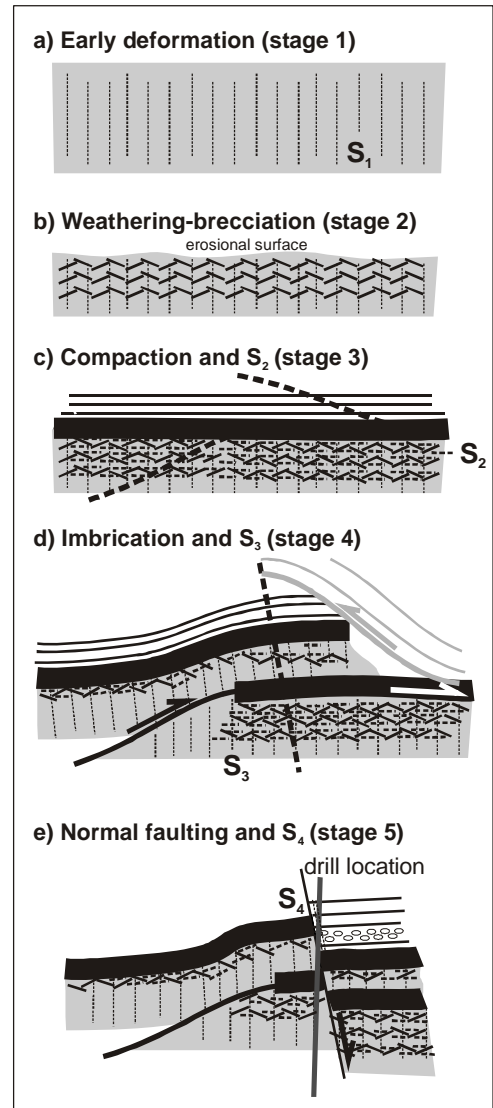 a) Early deformation (stage 1)
S₁
b) Weathering-brecciation (stage 2)
erosional surface
c) Compaction and S₂ (stage 3)
S₂
d) Imbrication and S₃ (stage 4)
S₃
e) Normal faulting and S₄ (stage 5)
drill location
S₄